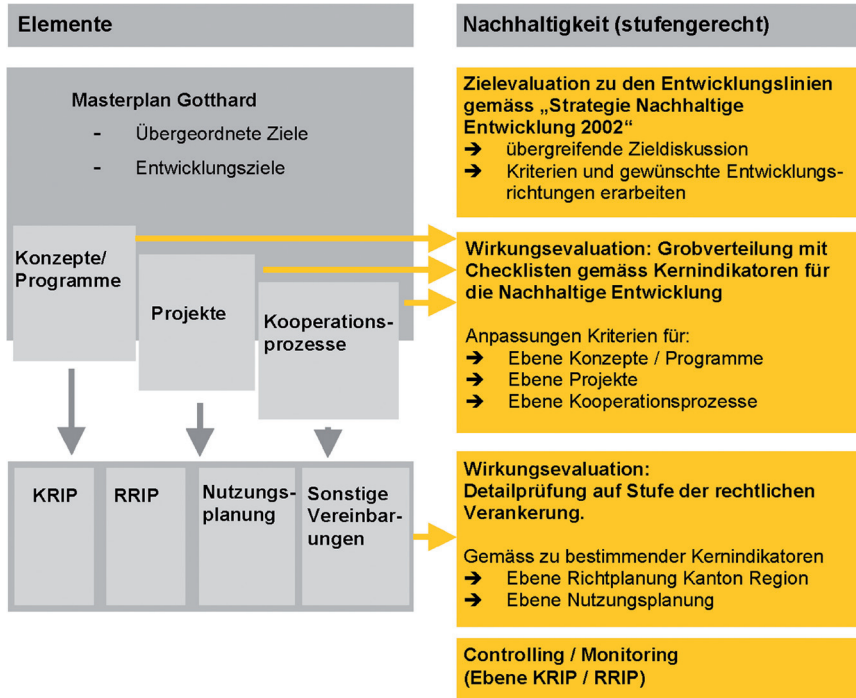 Elemente
Masterplan Gotthard
- Übergeordnete Ziele
- Entwicklungsziele
Konzepte/
Programme
Projekte
Kooperations-
prozesse
KRIP
RRIP
Nutzungs-
planung
Sonstige
Vereinbar-
ungen
Nachhaltigkeit (stufengerecht)
Zielevaluation zu den Entwicklungslinien
gemäss „Strategie Nachhaltige
Entwicklung 2002“
➔ übergreifende Zieldiskussion
➔ Kriterien und gewünschte Entwicklungs-
richtungen erarbeiten
Wirkungsevaluation: Grobverteilung mit
Checklisten gemäss Kernindikatoren für
die Nachhaltige Entwicklung
Anpassungen Kriterien für:
➔ Ebene Konzepte / Programme
➔ Ebene Projekte
➔ Ebene Kooperationsprozesse
Wirkungsevaluation:
Detailprüfung auf Stufe der rechtlichen
Verankerung.
Gemäss zu bestimmender Kernindikatoren
➔ Ebene Richtplanung Kanton Region
➔ Ebene Nutzungsplanung
Controlling / Monitoring
(Ebene KRIP / RRIP)